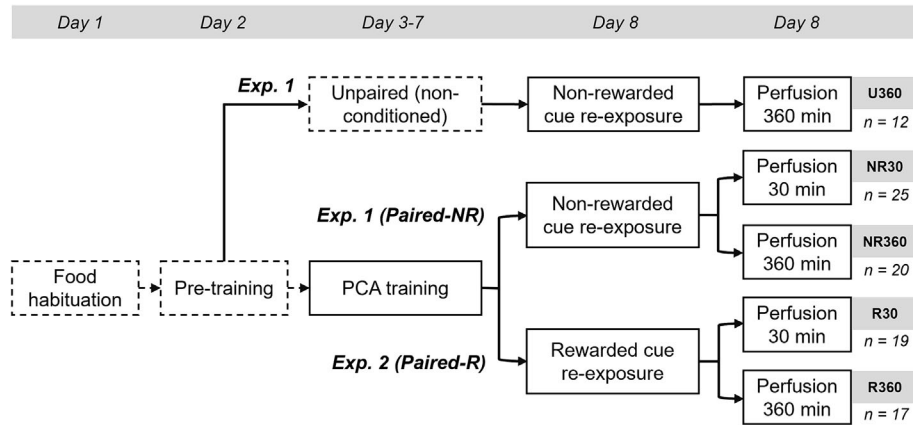 Day 1 Day 2 Day 3-7 Day 8 Day 8
Exp. 1
Unpaired (non-
conditioned)
Non-rewarded
cue re-exposure
Perfusion
360 min
U360
n = 12
Exp. 1 (Paired-NR)
Non-rewarded
cue re-exposure
Perfusion
30 min
NR30
n = 25
Perfusion
360 min
NR360
n = 20
Food
habituation
Pre-training
PCA training
Exp. 2 (Paired-R)
Rewarded cue
re-exposure
Perfusion
30 min
R30
n = 19
Perfusion
360 min
R360
n = 17